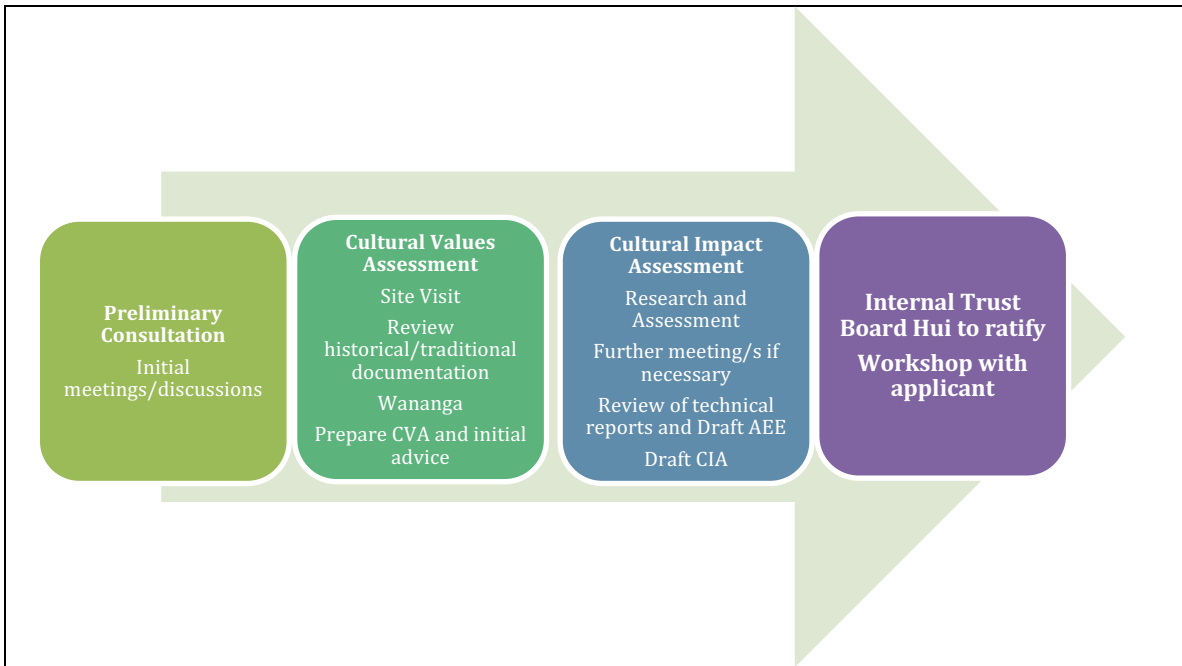 Preliminary
Consultation
Initial
meetings/discussions
Cultural Values
Assessment
Site Visit
Review
historical/traditional
documentation
Wananga
Prepare CVA and initial
advice
Cultural Impact
Assessment
Research and
Assessment
Further meeting/s if
necessary
Review of technical
reports and Draft AEE
Draft CIA
Internal Trust
Board Hui to ratify
Workshop with
applicant